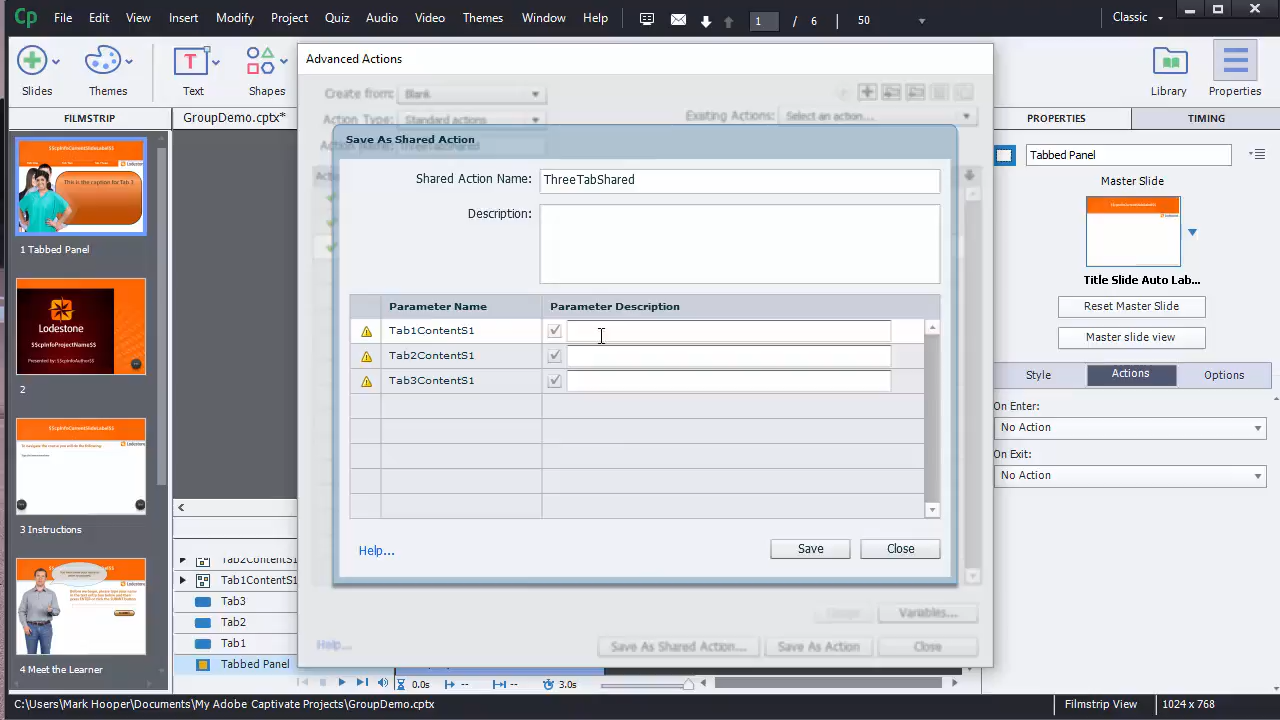 Cp File Edit View Insert Modify Project Quiz Audio Video Themes Window Help 1 / 6 50 Classic
Slides Themes Text Shapes Library Properties
FILMSTRIP
GroupDemo.cptx*
Advanced Actions
Create from: Blank
Action Type: Standard actions
Existing Actions: Select an action...
Save As Shared Action
Shared Action Name: ThreeTabShared
Description:
Parameter Name Parameter Description
Tab1ContentS1
Tab2ContentS1
Tab3ContentS1
Help... Save Close
Variables...
Help... Save As Shared Action... Save As Action Close
PROPERTIES TIMING
Tabbed Panel
Master Slide
Title Slide Auto Lab...
Reset Master Slide
Master slide view
Style Actions Options
On Enter:
No Action
On Exit:
No Action
$$cpInfoCurrentSlideLabel$$
Lodestone
This is the caption for Tab 3
1 Tabbed Panel
Lodestone
$$cpInfoProjectName$$
Presented by: $$cpInfoAuthor$$
2
$$cpInfoCurrentSlideLabel$$
Lodestone
3 Instructions
Lodestone
4 Meet the Learner
Tab2ContentS1
Tab1ContentS1
Tab3
Tab2
Tab1
Tabbed Panel
0.0s -- -- 3.0s
C:\Users\Mark Hooper\Documents\My Adobe Captivate Projects\GroupDemo.cptx Filmstrip View 1024 x 768